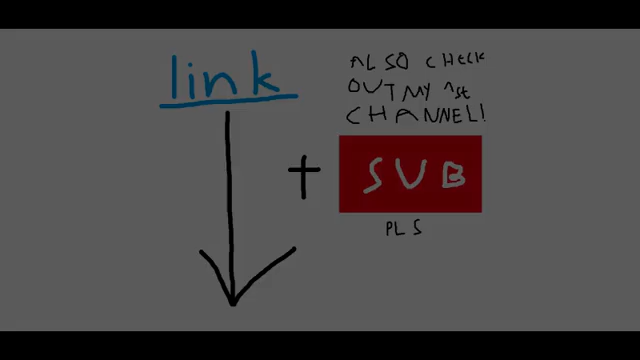 link
ALSO CHECK
OUT MY 1st
CHANNEL!
+
SUB
PLS